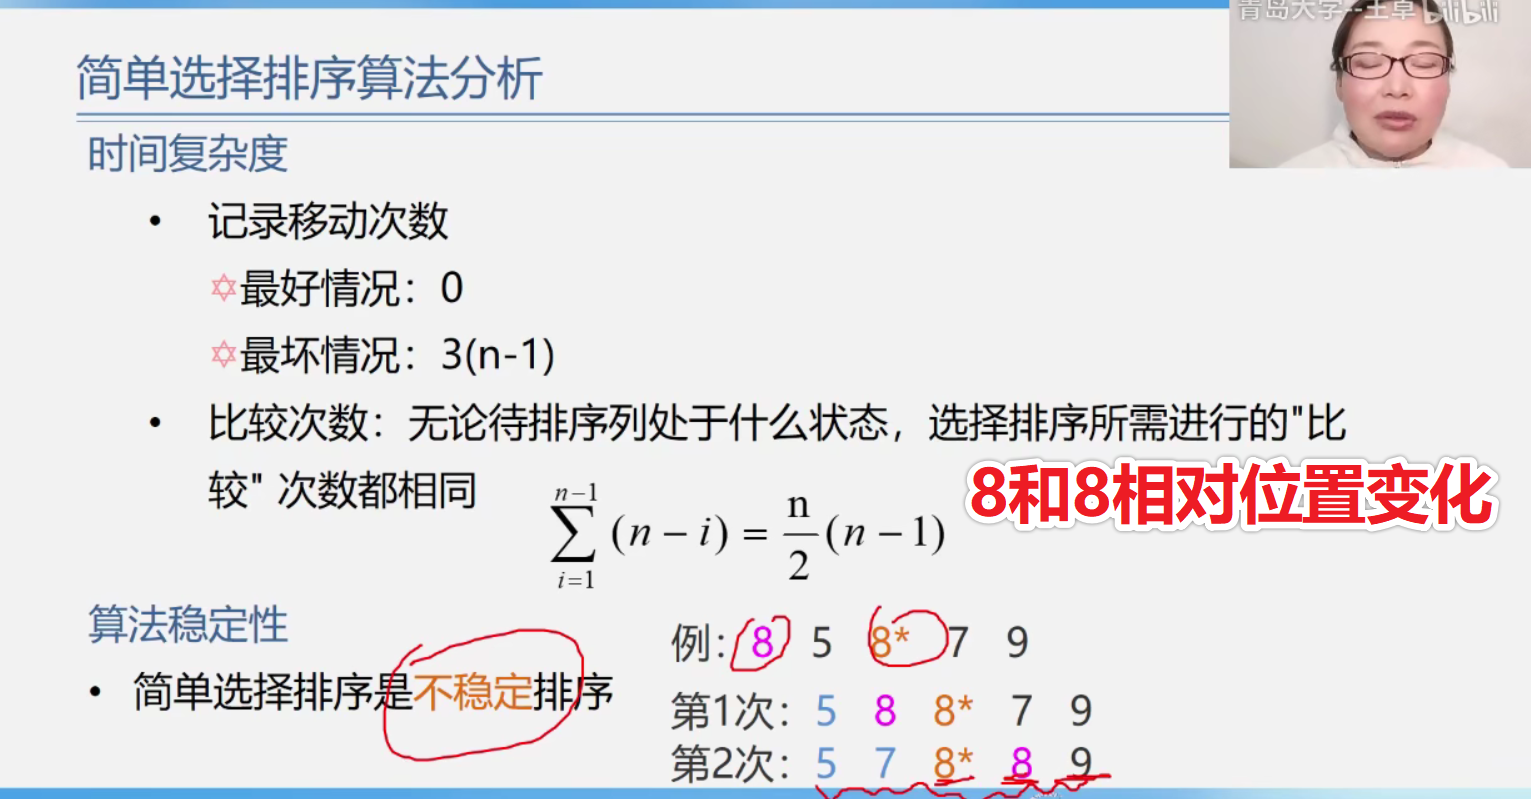 青岛大学--王卓 bilibili
简单选择排序算法分析
时间复杂度
• 记录移动次数
✡最好情况：0
✡最坏情况：3(n-1)
• 比较次数：无论待排序列处于什么状态，选择排序所需进行的"比
较" 次数都相同
n−1
∑ (n − i) = n/2 (n − 1)
i=1
8和8相对位置变化
算法稳定性
• 简单选择排序是不稳定排序
例：8 5 8* 7 9
第1次：5 8 8* 7 9
第2次：5 7 8* 8 9